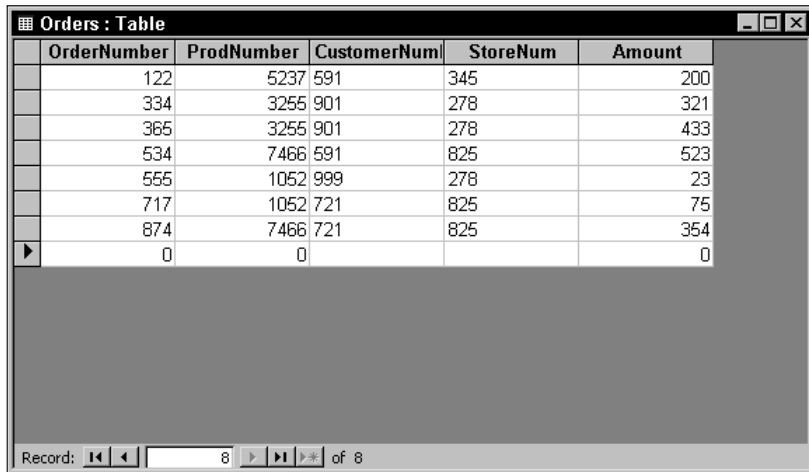 Orders : Table
OrderNumber ProdNumber CustomerNum StoreNum Amount
122 5237 591 345 200
334 3255 901 278 321
365 3255 901 278 433
534 7466 591 825 523
555 1052 999 278 23
717 1052 721 825 75
874 7466 721 825 354
0 0 0
Record: 8 of 8